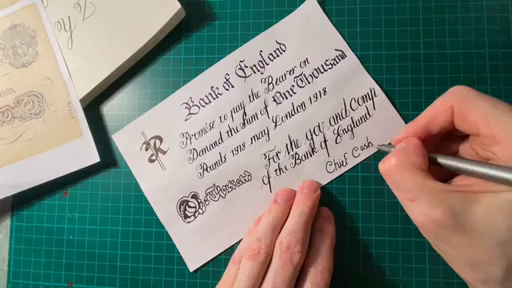 Bank of England
Promise to pay the Bearer on
Demand the Sum of One Thousand
Pounds 1918 may London 1918
For the gov and comp
of the Bank of England
Chief Cash
Thousand